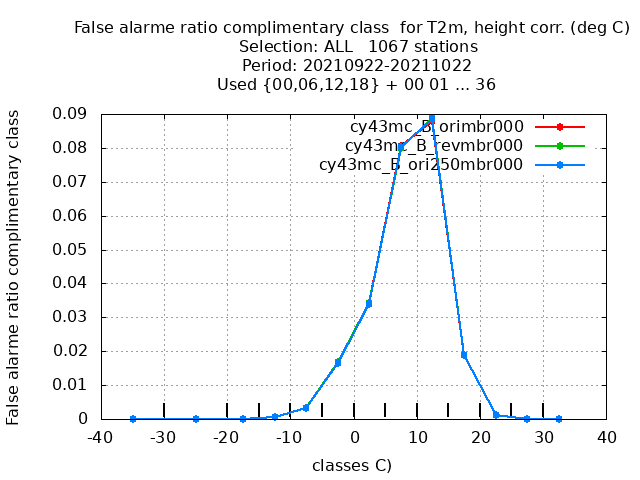 False alarme ratio complimentary class  for T2m, height corr. (deg C)
Selection: ALL   1067 stations
Period: 20210922-20211022
Used {00,06,12,18} + 00 01 ... 36
False alarme ratio complimentary class
0.09
0.08
0.07
0.06
0.05
0.04
0.03
0.02
0.01
0
cy43mc_B_orimbr000
cy43mc_B_revmbr000
cy43mc_B_ori250mbr000
-40 -30 -20 -10 0 10 20 30 40
classes C)